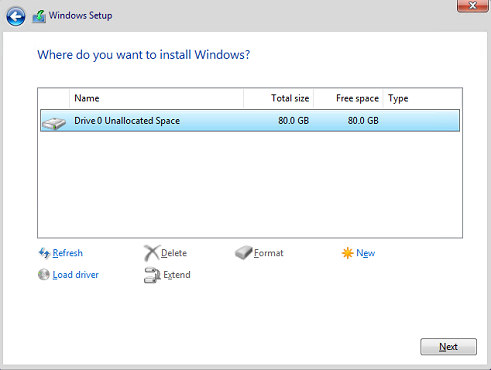 Windows Setup
Where do you want to install Windows?
Name Total size Free space Type
Drive 0 Unallocated Space 80.0 GB 80.0 GB
Refresh Delete Format New
Load driver Extend
Next